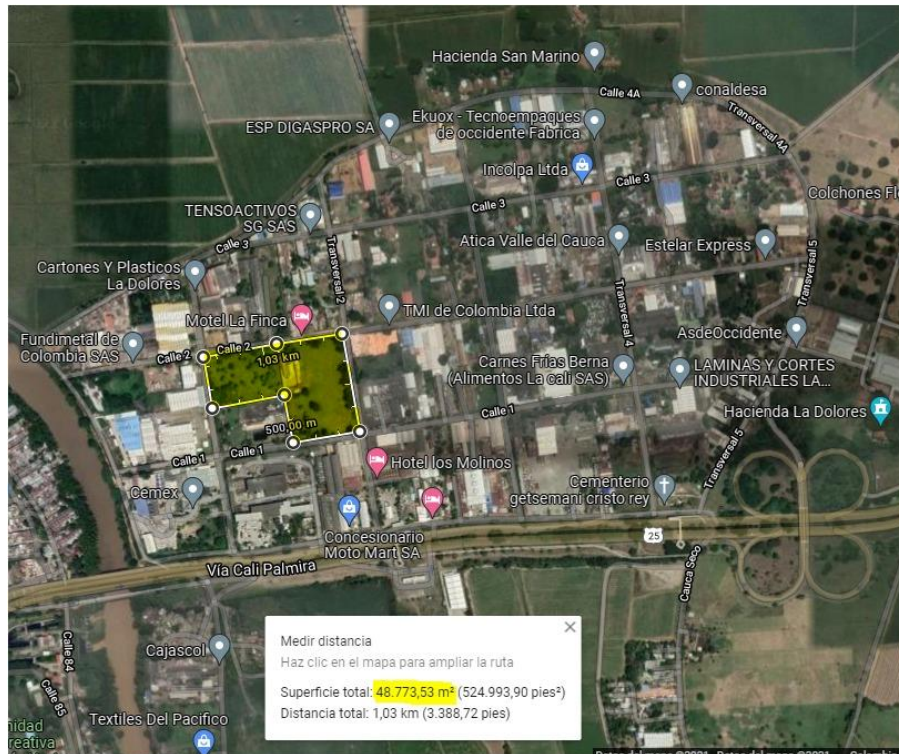 Hacienda San Marino
Calle 4A
conaldesa
Transversal 4A
ESP DIGASPRO SA
Ekuox - Tecnoempaques
de occidente Fabrica
Incolpa Ltda
Calle 3
Calle 3
Colchones Fl
TENSOACTIVOS
SG SAS
Calle 3
Transversal 2
Atica Valle del Cauca
Estelar Express
Transversal 5
Cartones Y Plasticos
La Dolores
TMI de Colombia Ltda
Transversal 4
Motel La Finca
Fundimetal de
Colombia SAS
Calle 2
Calle 2
1,03 km
AsdeOccidente
Carnes Frías Berna
(Alimentos La cali SAS)
LAMINAS Y CORTES
INDUSTRIALES LA...
Hacienda La Dolores
500,00 m
Calle 1
Calle 1
Calle 1
Transversal 5
Hotel los Molinos
Cemex
Cementerio
getsemani cristo rey
Concesionario
Moto Mart SA
25
Vía Cali Palmira
Cauca Seco
Calle 84
Calle 85
Cajascol
Textiles Del Pacifico
nidad
reativa
Medir distancia
Haz clic en el mapa para ampliar la ruta
Superficie total: 48.773,53 m² (524.993,90 pies²)
Distancia total: 1,03 km (3.388,72 pies)